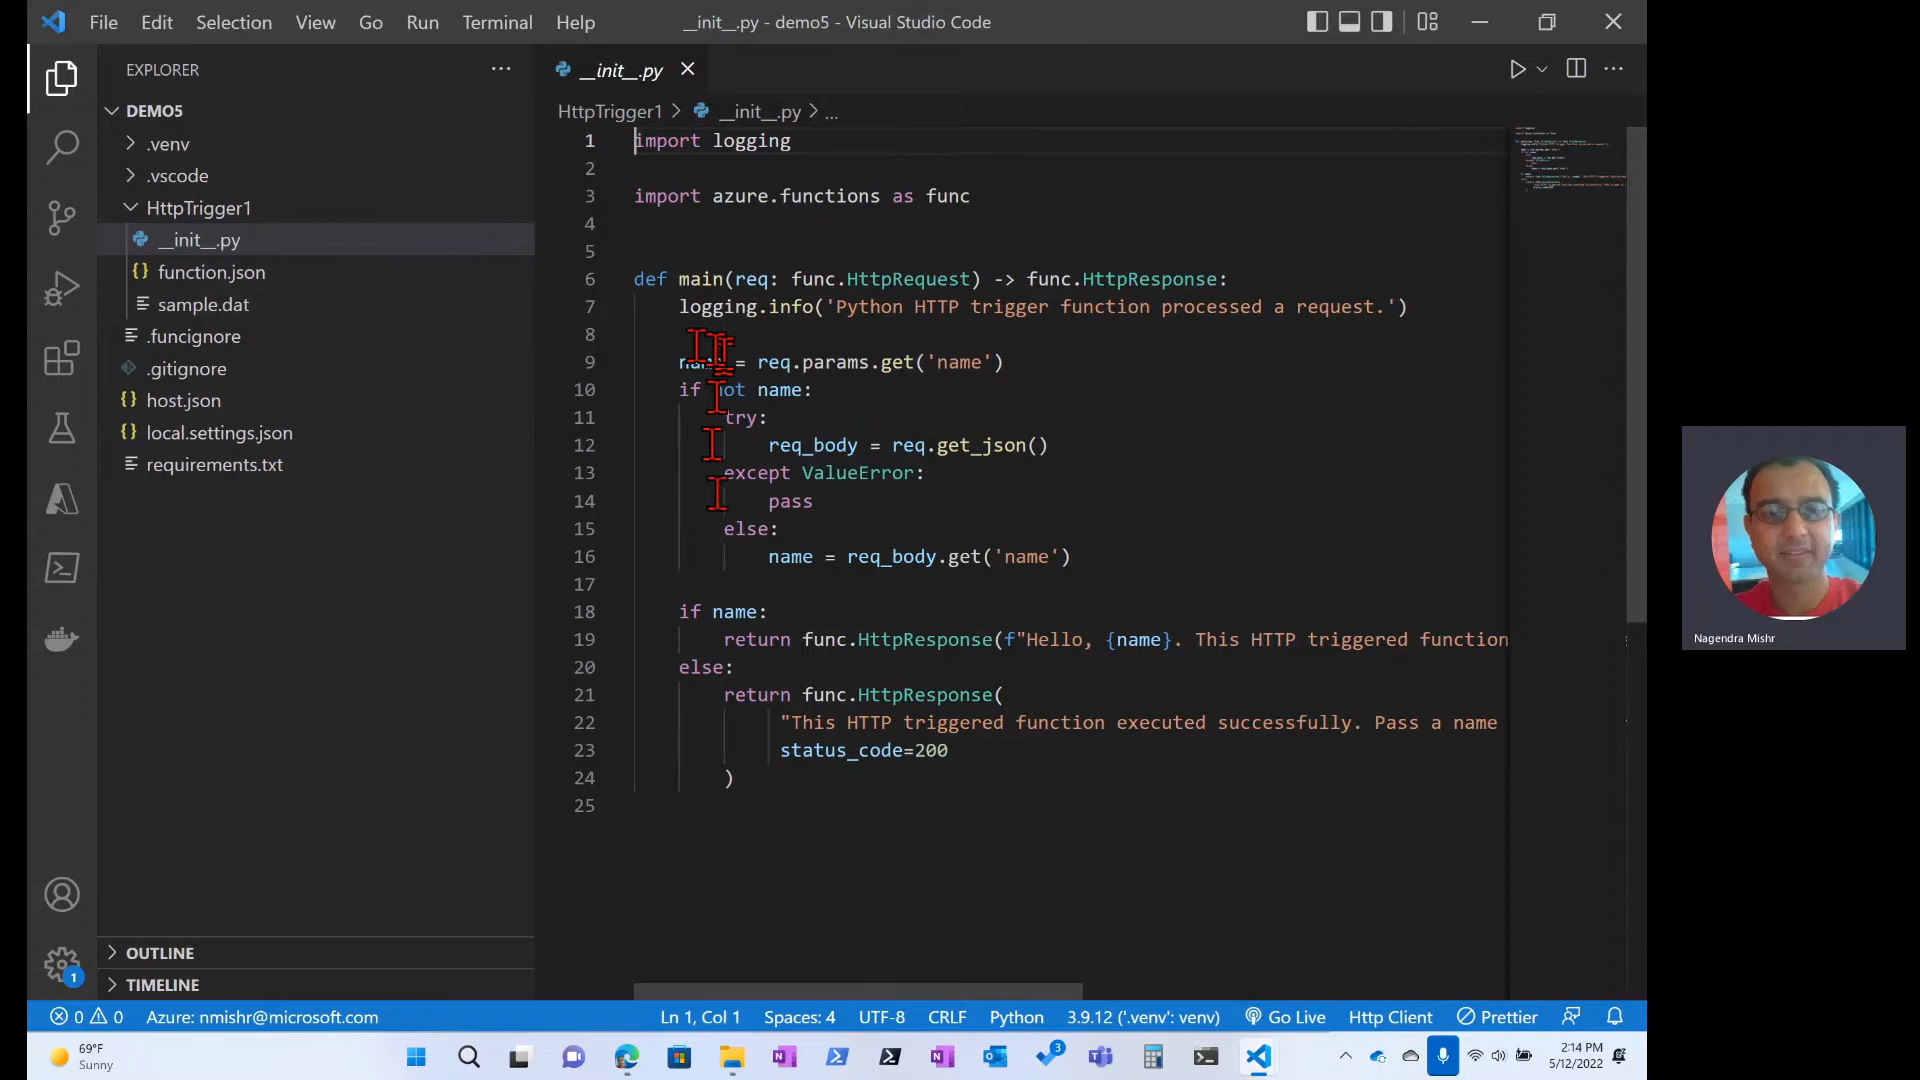 File Edit Selection View Go Run Terminal Help
__init__.py - demo5 - Visual Studio Code
EXPLORER
DEMO5
.venv
.vscode
HttpTrigger1
__init__.py
function.json
sample.dat
.funcignore
.gitignore
host.json
local.settings.json
requirements.txt
OUTLINE
TIMELINE
__init__.py
HttpTrigger1 > __init__.py > ...
1 import logging
2
3 import azure.functions as func
4
5
6 def main(req: func.HttpRequest) -> func.HttpResponse:
7 logging.info('Python HTTP trigger function processed a request.')
8
9 name = req.params.get('name')
10 if not name:
11 try:
12 req_body = req.get_json()
13 except ValueError:
14 pass
15 else:
16 name = req_body.get('name')
17
18 if name:
19 return func.HttpResponse(f"Hello, {name}. This HTTP triggered function
20 else:
21 return func.HttpResponse(
22 "This HTTP triggered function executed successfully. Pass a name
23 status_code=200
24 )
25
Nagendra Mishr
1
0 0 Azure: nmishr@microsoft.com
Ln 1, Col 1 Spaces: 4 UTF-8 CRLF Python 3.9.12 ('.venv': venv) Go Live Http Client Prettier
69°F
Sunny
3
2:14 PM
5/12/2022